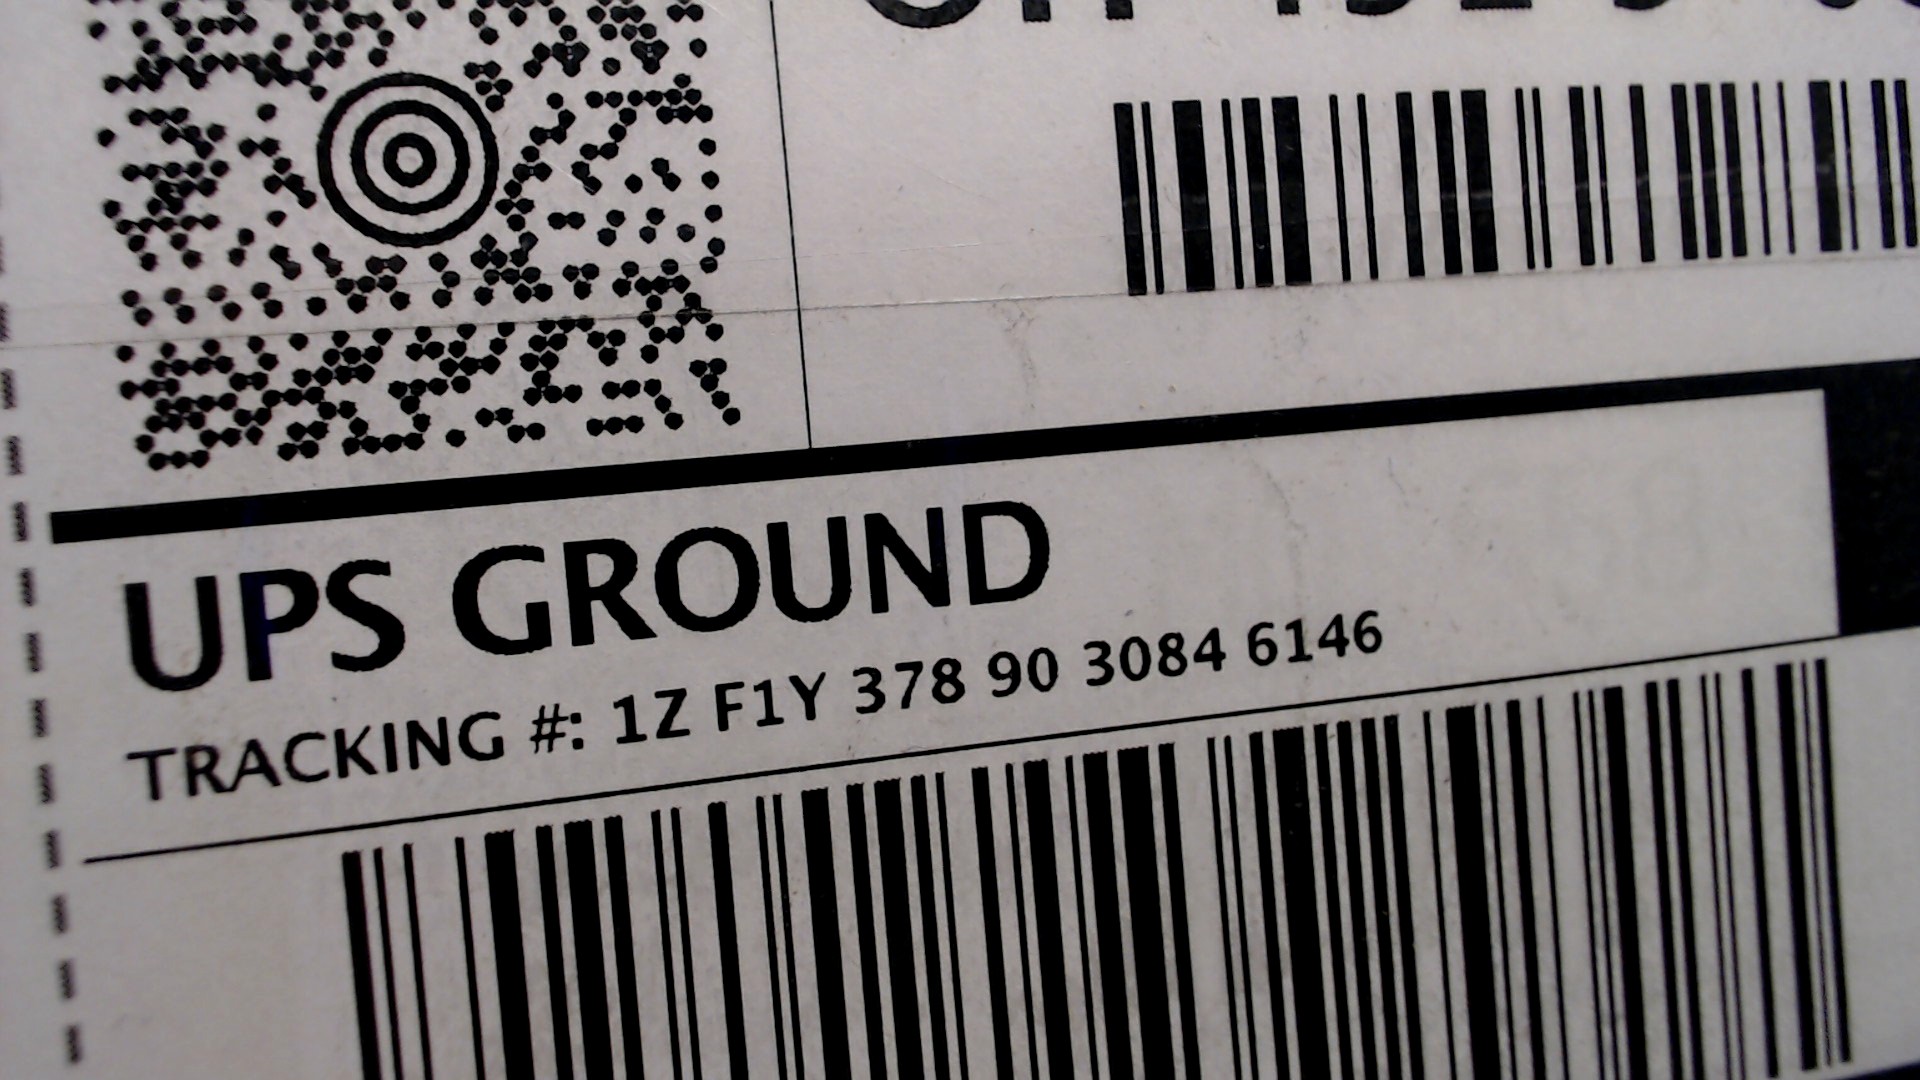 UPS GROUND
TRACKING #: 1Z F1Y 378 90 3084 6146